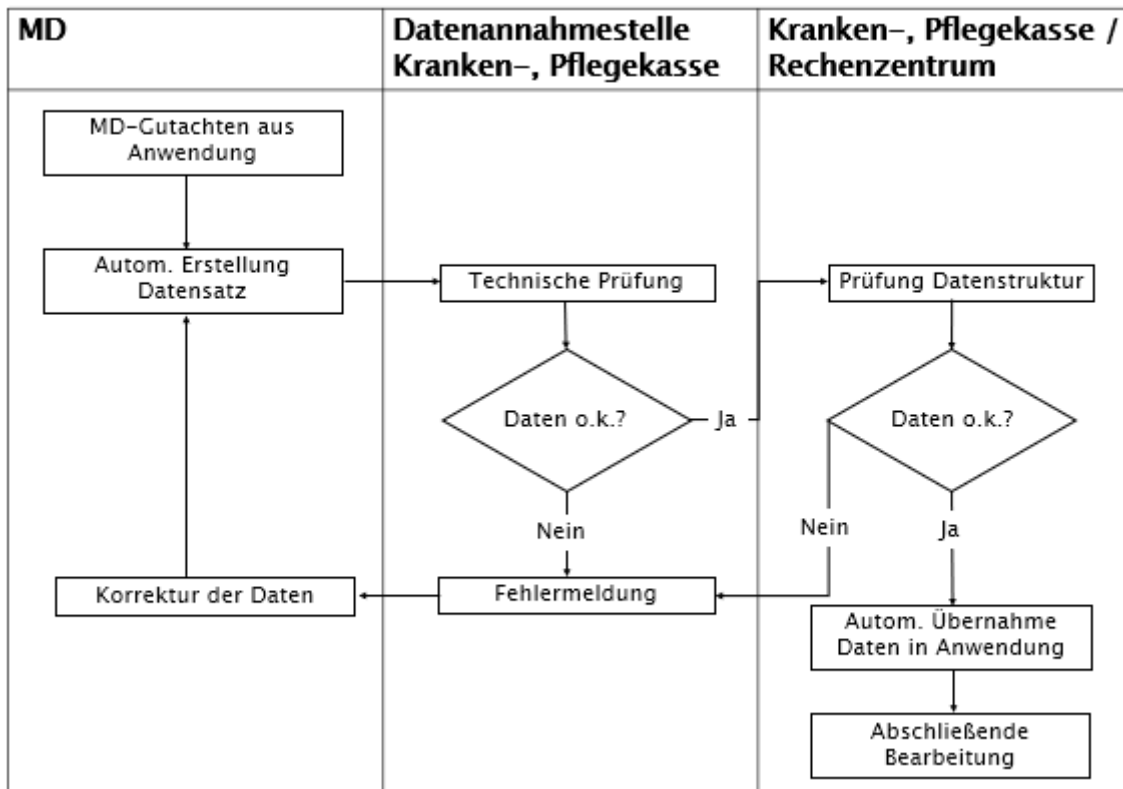 MD
Datenannahmestelle
Kranken-, Pflegekasse
Kranken-, Pflegekasse /
Rechenzentrum
MD-Gutachten aus
Anwendung
Autom. Erstellung
Datensatz
Technische Prüfung
Prüfung Datenstruktur
Daten o.k.?
Ja
Daten o.k.?
Nein
Nein
Ja
Korrektur der Daten
Fehlermeldung
Autom. Übernahme
Daten in Anwendung
Abschließende
Bearbeitung